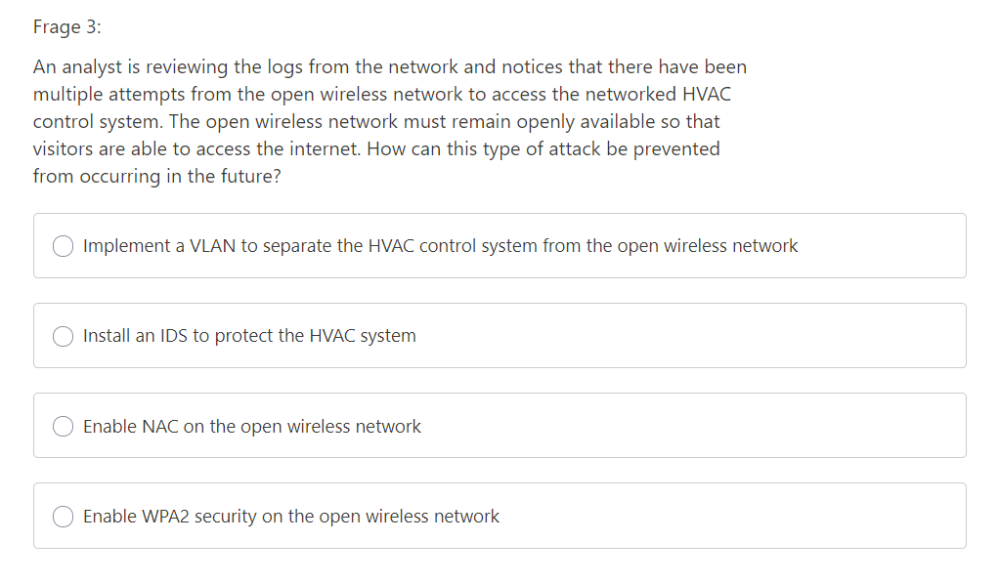 Frage 3:
An analyst is reviewing the logs from the network and notices that there have been
multiple attempts from the open wireless network to access the networked HVAC
control system. The open wireless network must remain openly available so that
visitors are able to access the internet. How can this type of attack be prevented
from occurring in the future?
Implement a VLAN to separate the HVAC control system from the open wireless network
Install an IDS to protect the HVAC system
Enable NAC on the open wireless network
Enable WPA2 security on the open wireless network